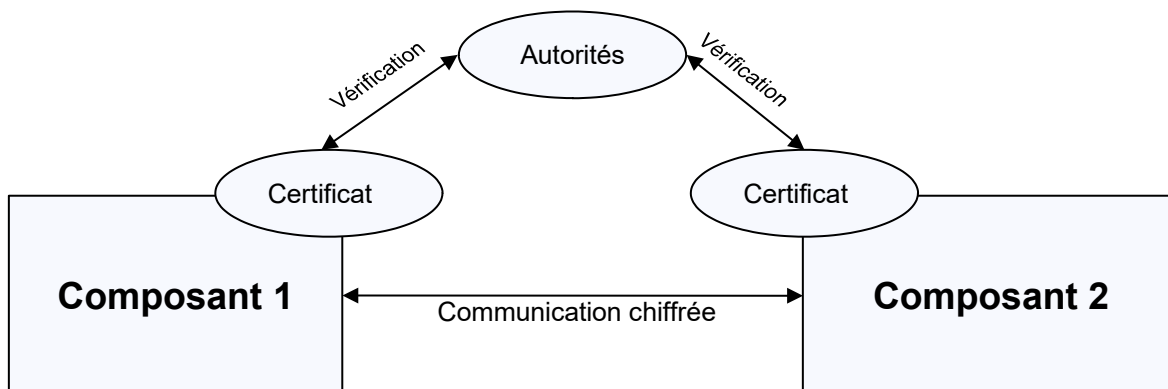 Autorités
Vérification
Vérification
Certificat
Certificat
Composant 1
Composant 2
Communication chiffrée